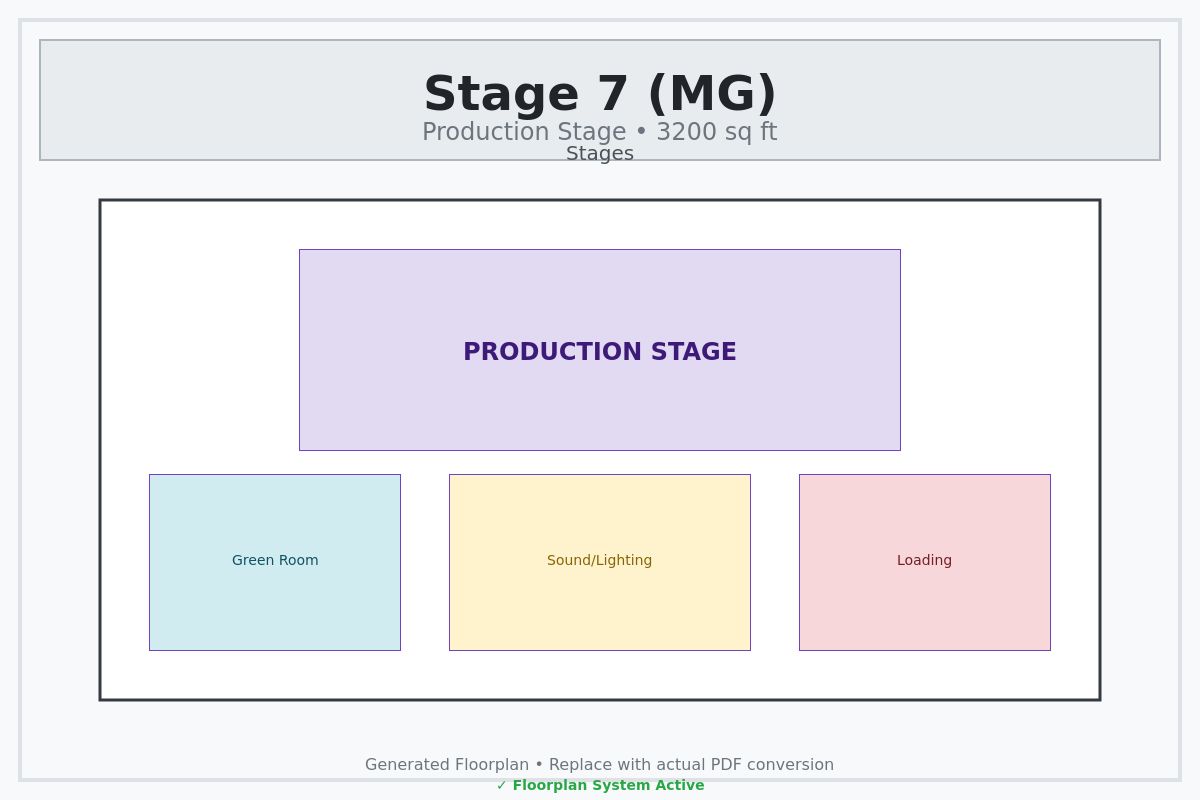 Stage 7 (MG)
Production Stage • 3200 sq ft
Stages
PRODUCTION STAGE
Green Room
Sound/Lighting
Loading
Generated Floorplan • Replace with actual PDF conversion
✓ Floorplan System Active